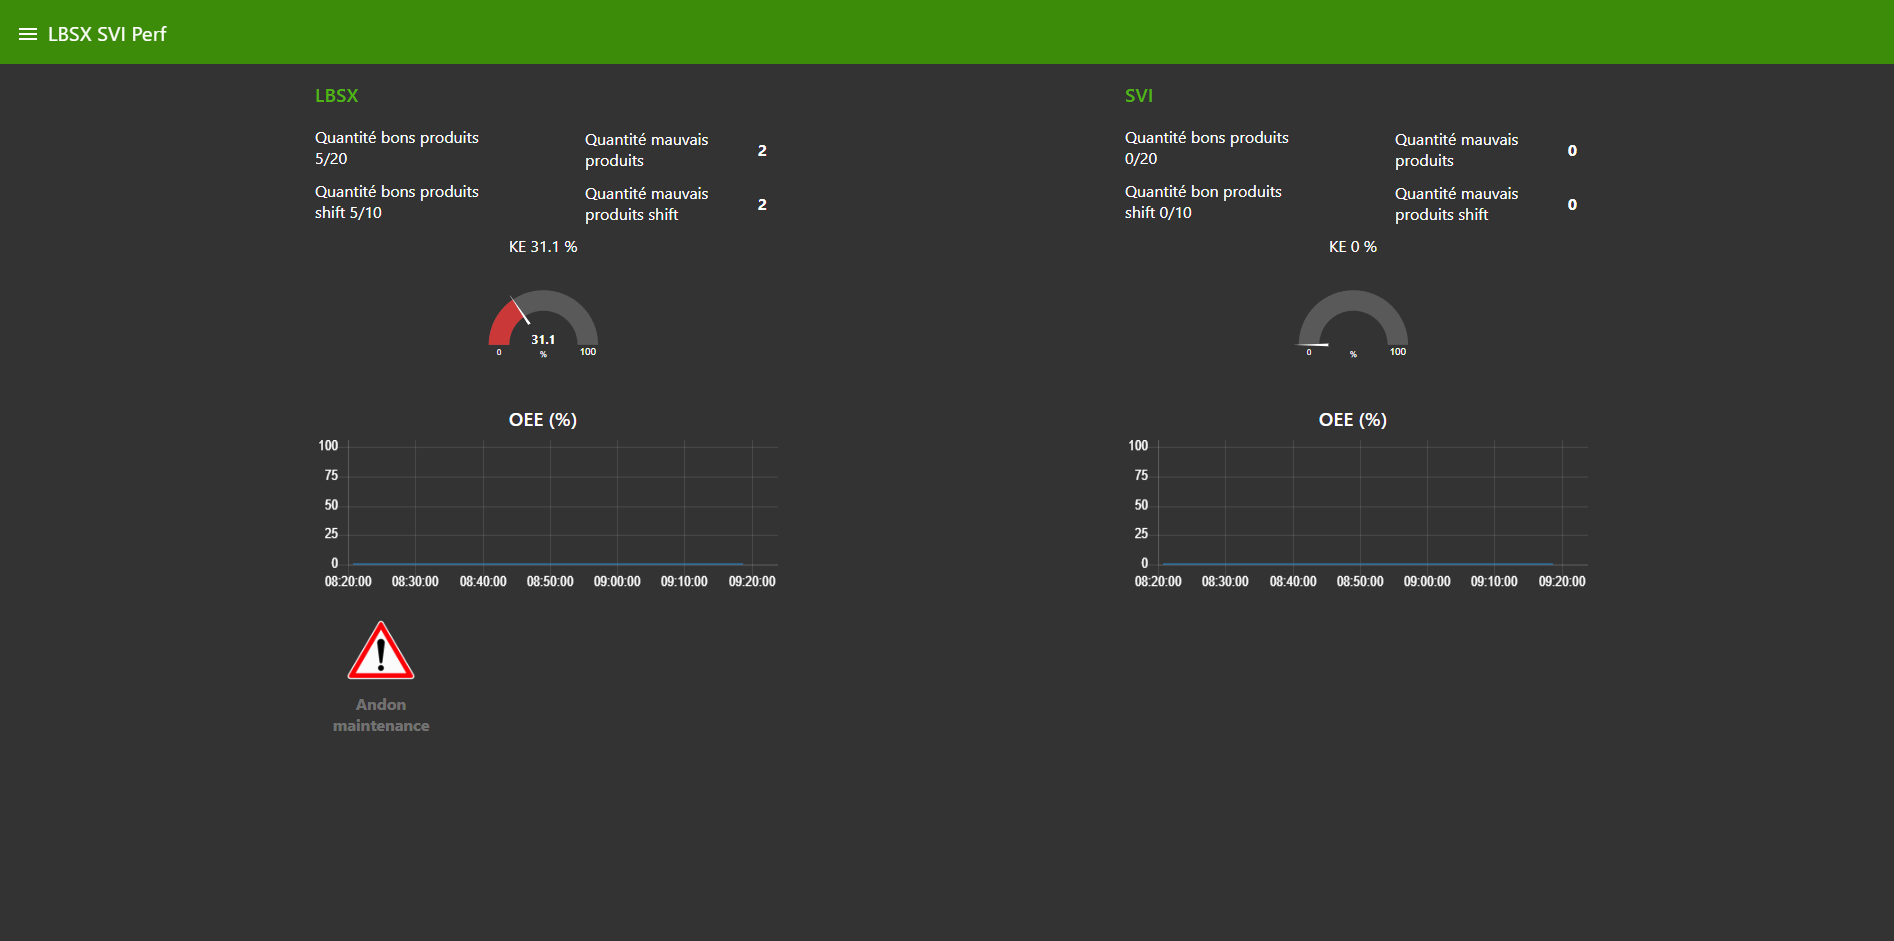 LBSX SVI Perf
LBSX
Quantité bons produits
5/20
Quantité mauvais
produits
2
Quantité bons produits
shift 5/10
Quantité mauvais
produits shift
2
KE 31.1 %
31.1
%
0
100
OEE (%)
100
75
50
25
0
08:20:00 08:30:00 08:40:00 08:50:00 09:00:00 09:10:00 09:20:00
Andon
maintenance
SVI
Quantité bons produits
0/20
Quantité mauvais
produits
0
Quantité bon produits
shift 0/10
Quantité mauvais
produits shift
0
KE 0 %
0
%
100
OEE (%)
100
75
50
25
0
08:20:00 08:30:00 08:40:00 08:50:00 09:00:00 09:10:00 09:20:00